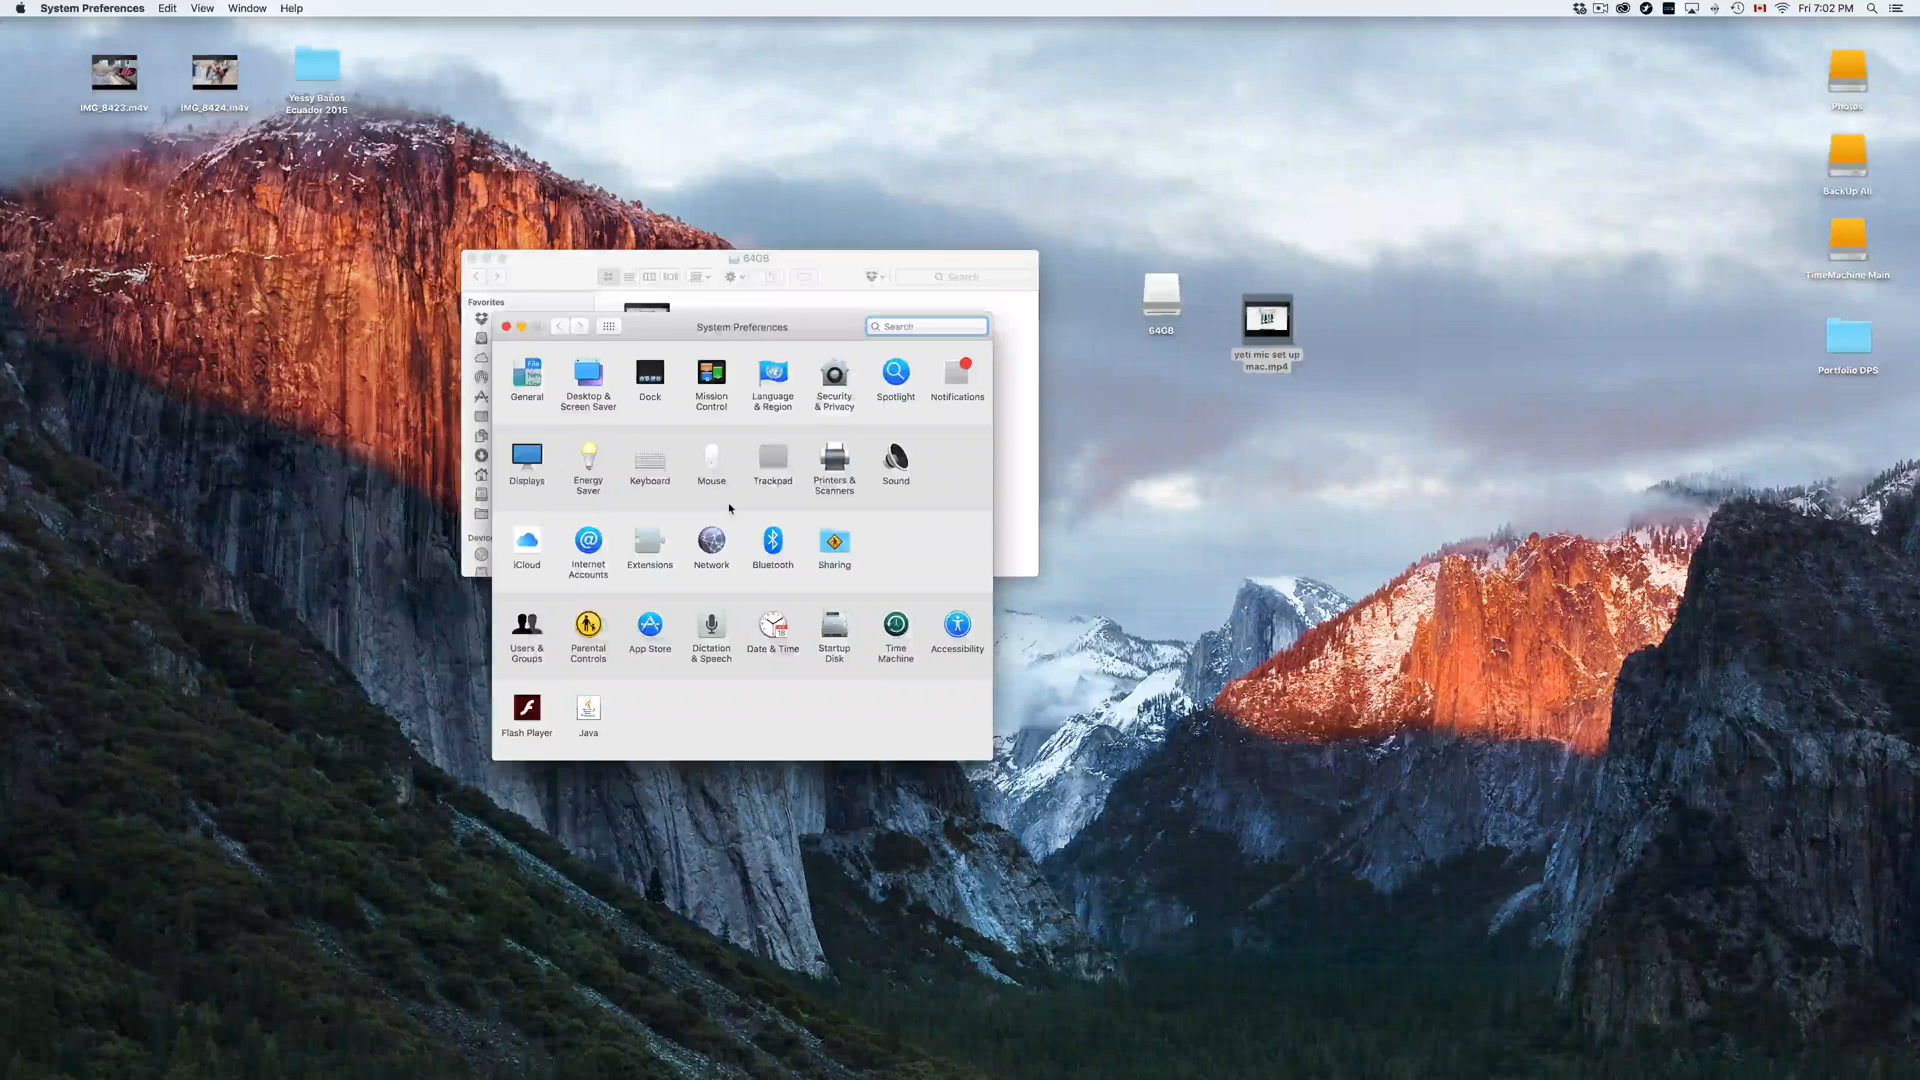 System Preferences Edit View Window Help
Fri 7:02 PM
IMG_8423.m4v
IMG_8424.m4v
Yessy Baños
Ecuador 2015
Photos
BackUp All
TimeMachine Main
Portfolio DPS
64GB
yeti mic set up
mac.mp4
64GB
Search
Favorites
System Preferences
Search
General
Desktop &
Screen Saver
Dock
Mission
Control
Language
& Region
Security
& Privacy
Spotlight
Notifications
Displays
Energy
Saver
Keyboard
Mouse
Trackpad
Printers &
Scanners
Sound
Device
iCloud
Internet
Accounts
Extensions
Network
Bluetooth
Sharing
Users &
Groups
Parental
Controls
App Store
Dictation
& Speech
Date & Time
Startup
Disk
Time
Machine
Accessibility
Flash Player
Java